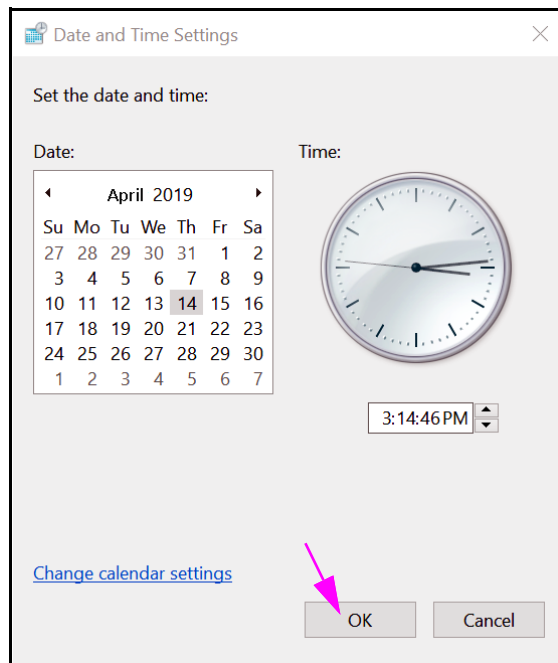 Date and Time Settings
Set the date and time:
Date:
Time:
April 2019
Su Mo Tu We Th Fr Sa
27 28 29 30 31 1 2
3 4 5 6 7 8 9
10 11 12 13 14 15 16
17 18 19 20 21 22 23
24 25 26 27 28 29 30
1 2 3 4 5 6 7
3:14:46 PM
Change calendar settings
OK Cancel